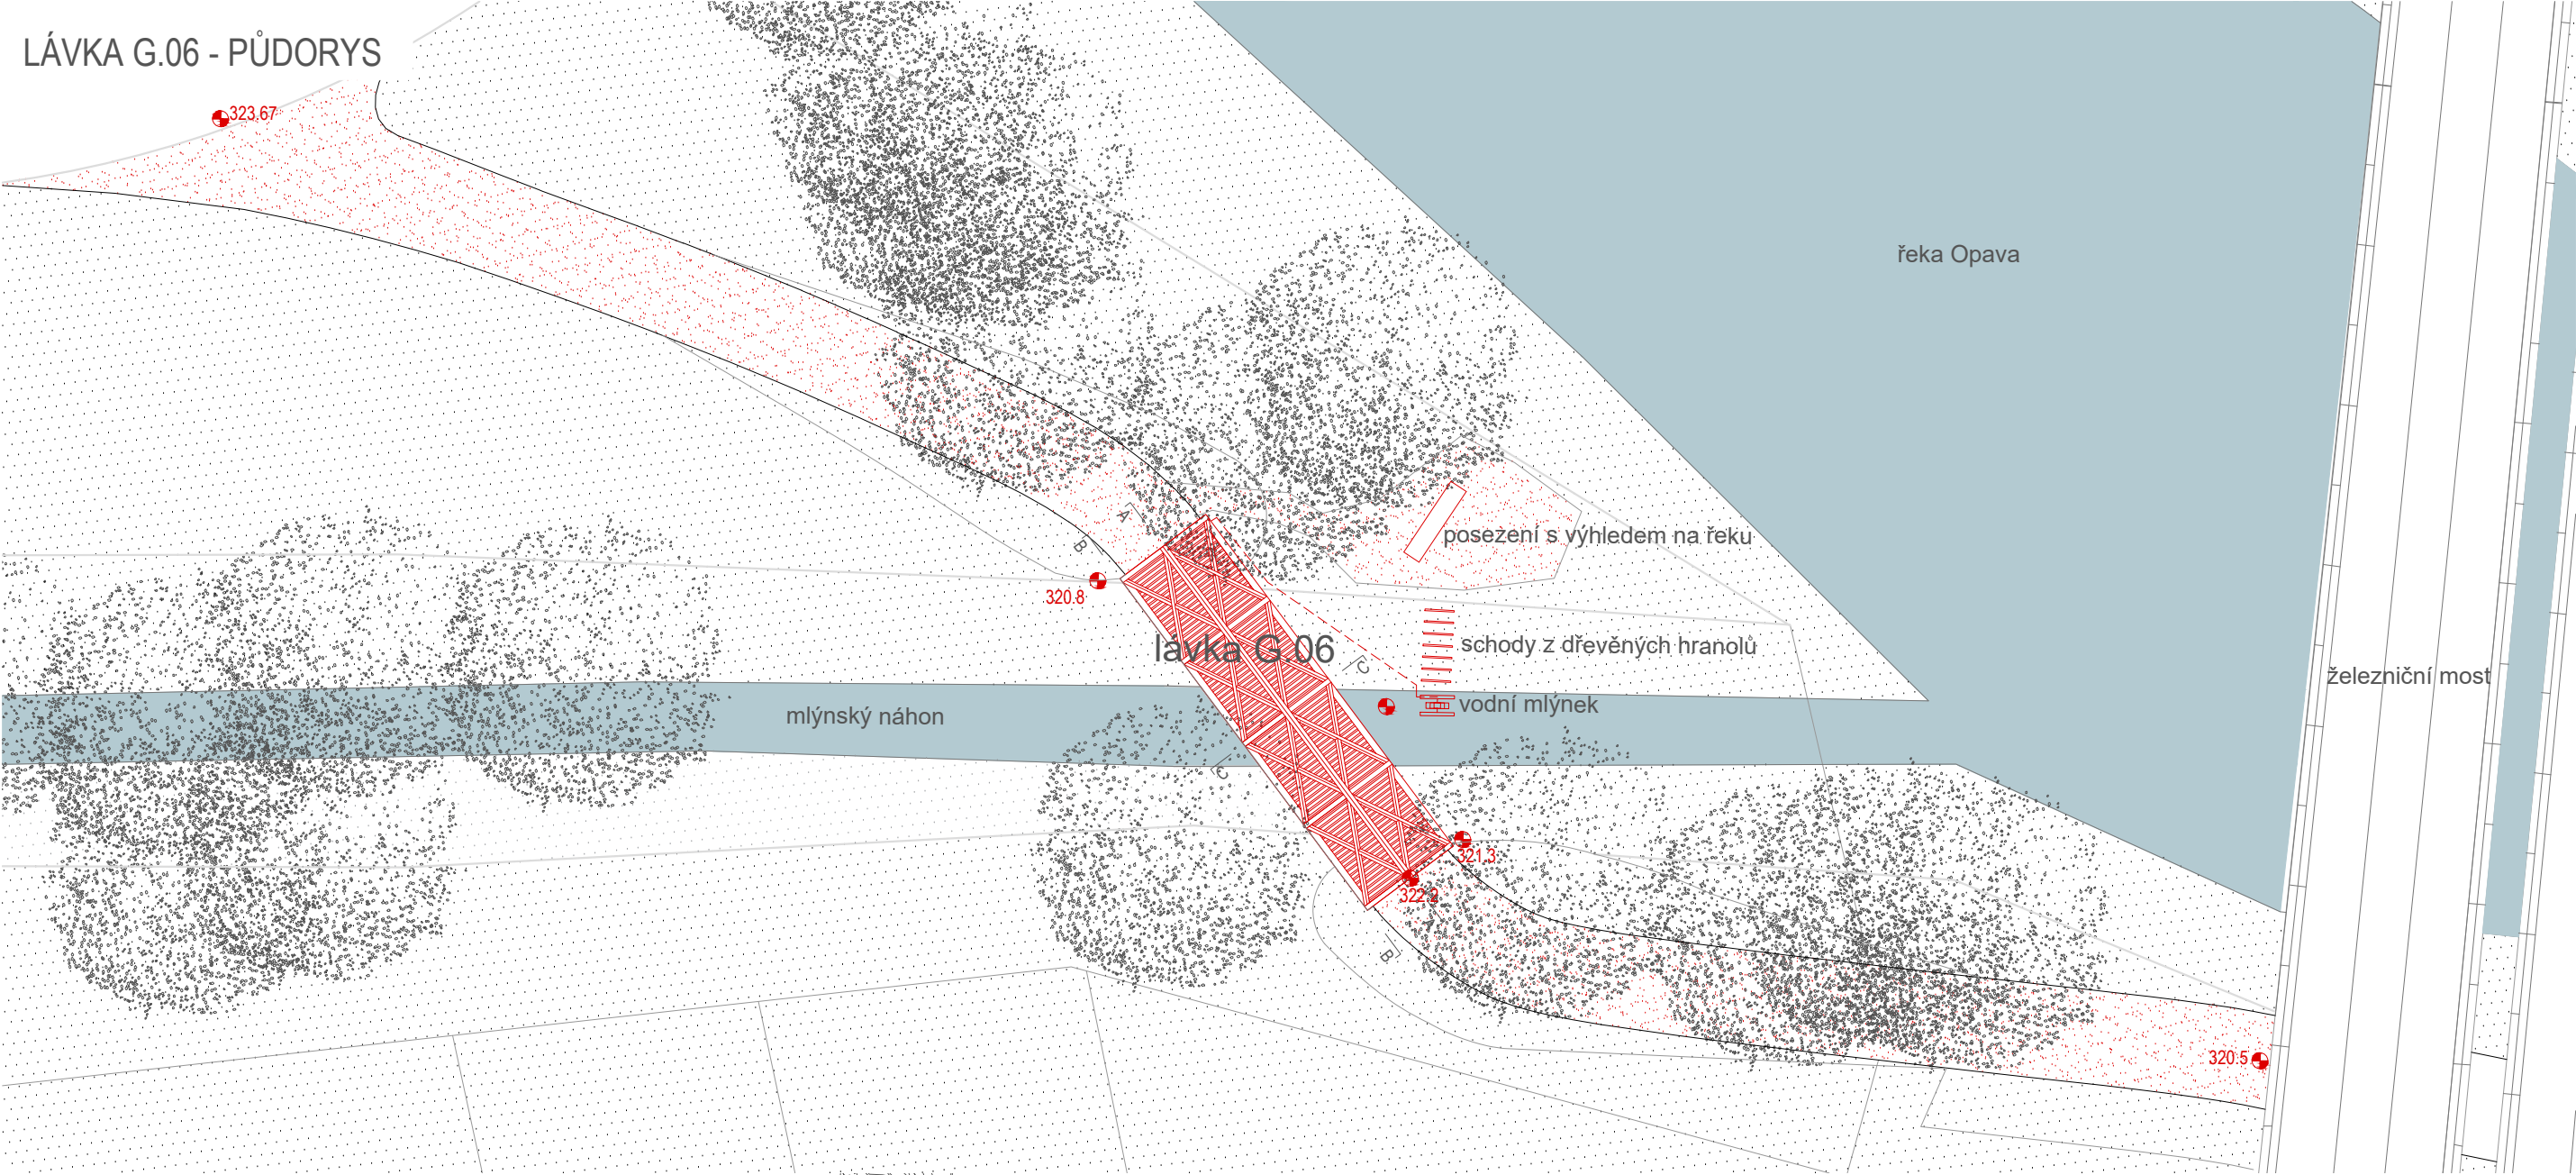 LÁVKA G.06 - PŮDORYS
323.67
řeka Opava
A
B
posezení s výhledem na řeku
320.8
lávka G.06
schody z dřevěných hranolů
C
železniční most
mlýnský náhon
vodní mlýnek
C
321.3
322.2
B
320.5